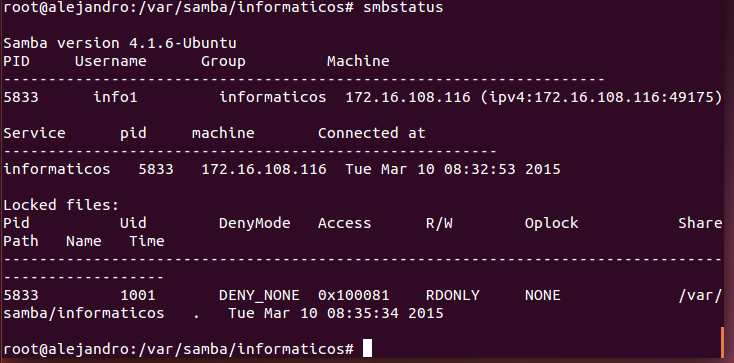 root@alejandro:/var/samba/informaticos# smbstatus
Samba version 4.1.6-Ubuntu
PID     Username      Group         Machine
-------------------------------------------------------------------
5833      info1         informaticos  172.16.108.116 (ipv4:172.16.108.116:49175)
Service      pid     machine       Connected at
-------------------------------------------------------
informaticos   5833   172.16.108.116  Tue Mar 10 08:32:53 2015
Locked files:
Pid          Uid        DenyMode   Access      R/W        Oplock           Share
Path   Name   Time
--------------------------------------------------------------------------------
------------------
5833         1001       DENY_NONE  0x100081    RDONLY     NONE             /var/
samba/informaticos   .   Tue Mar 10 08:35:34 2015
root@alejandro:/var/samba/informaticos#